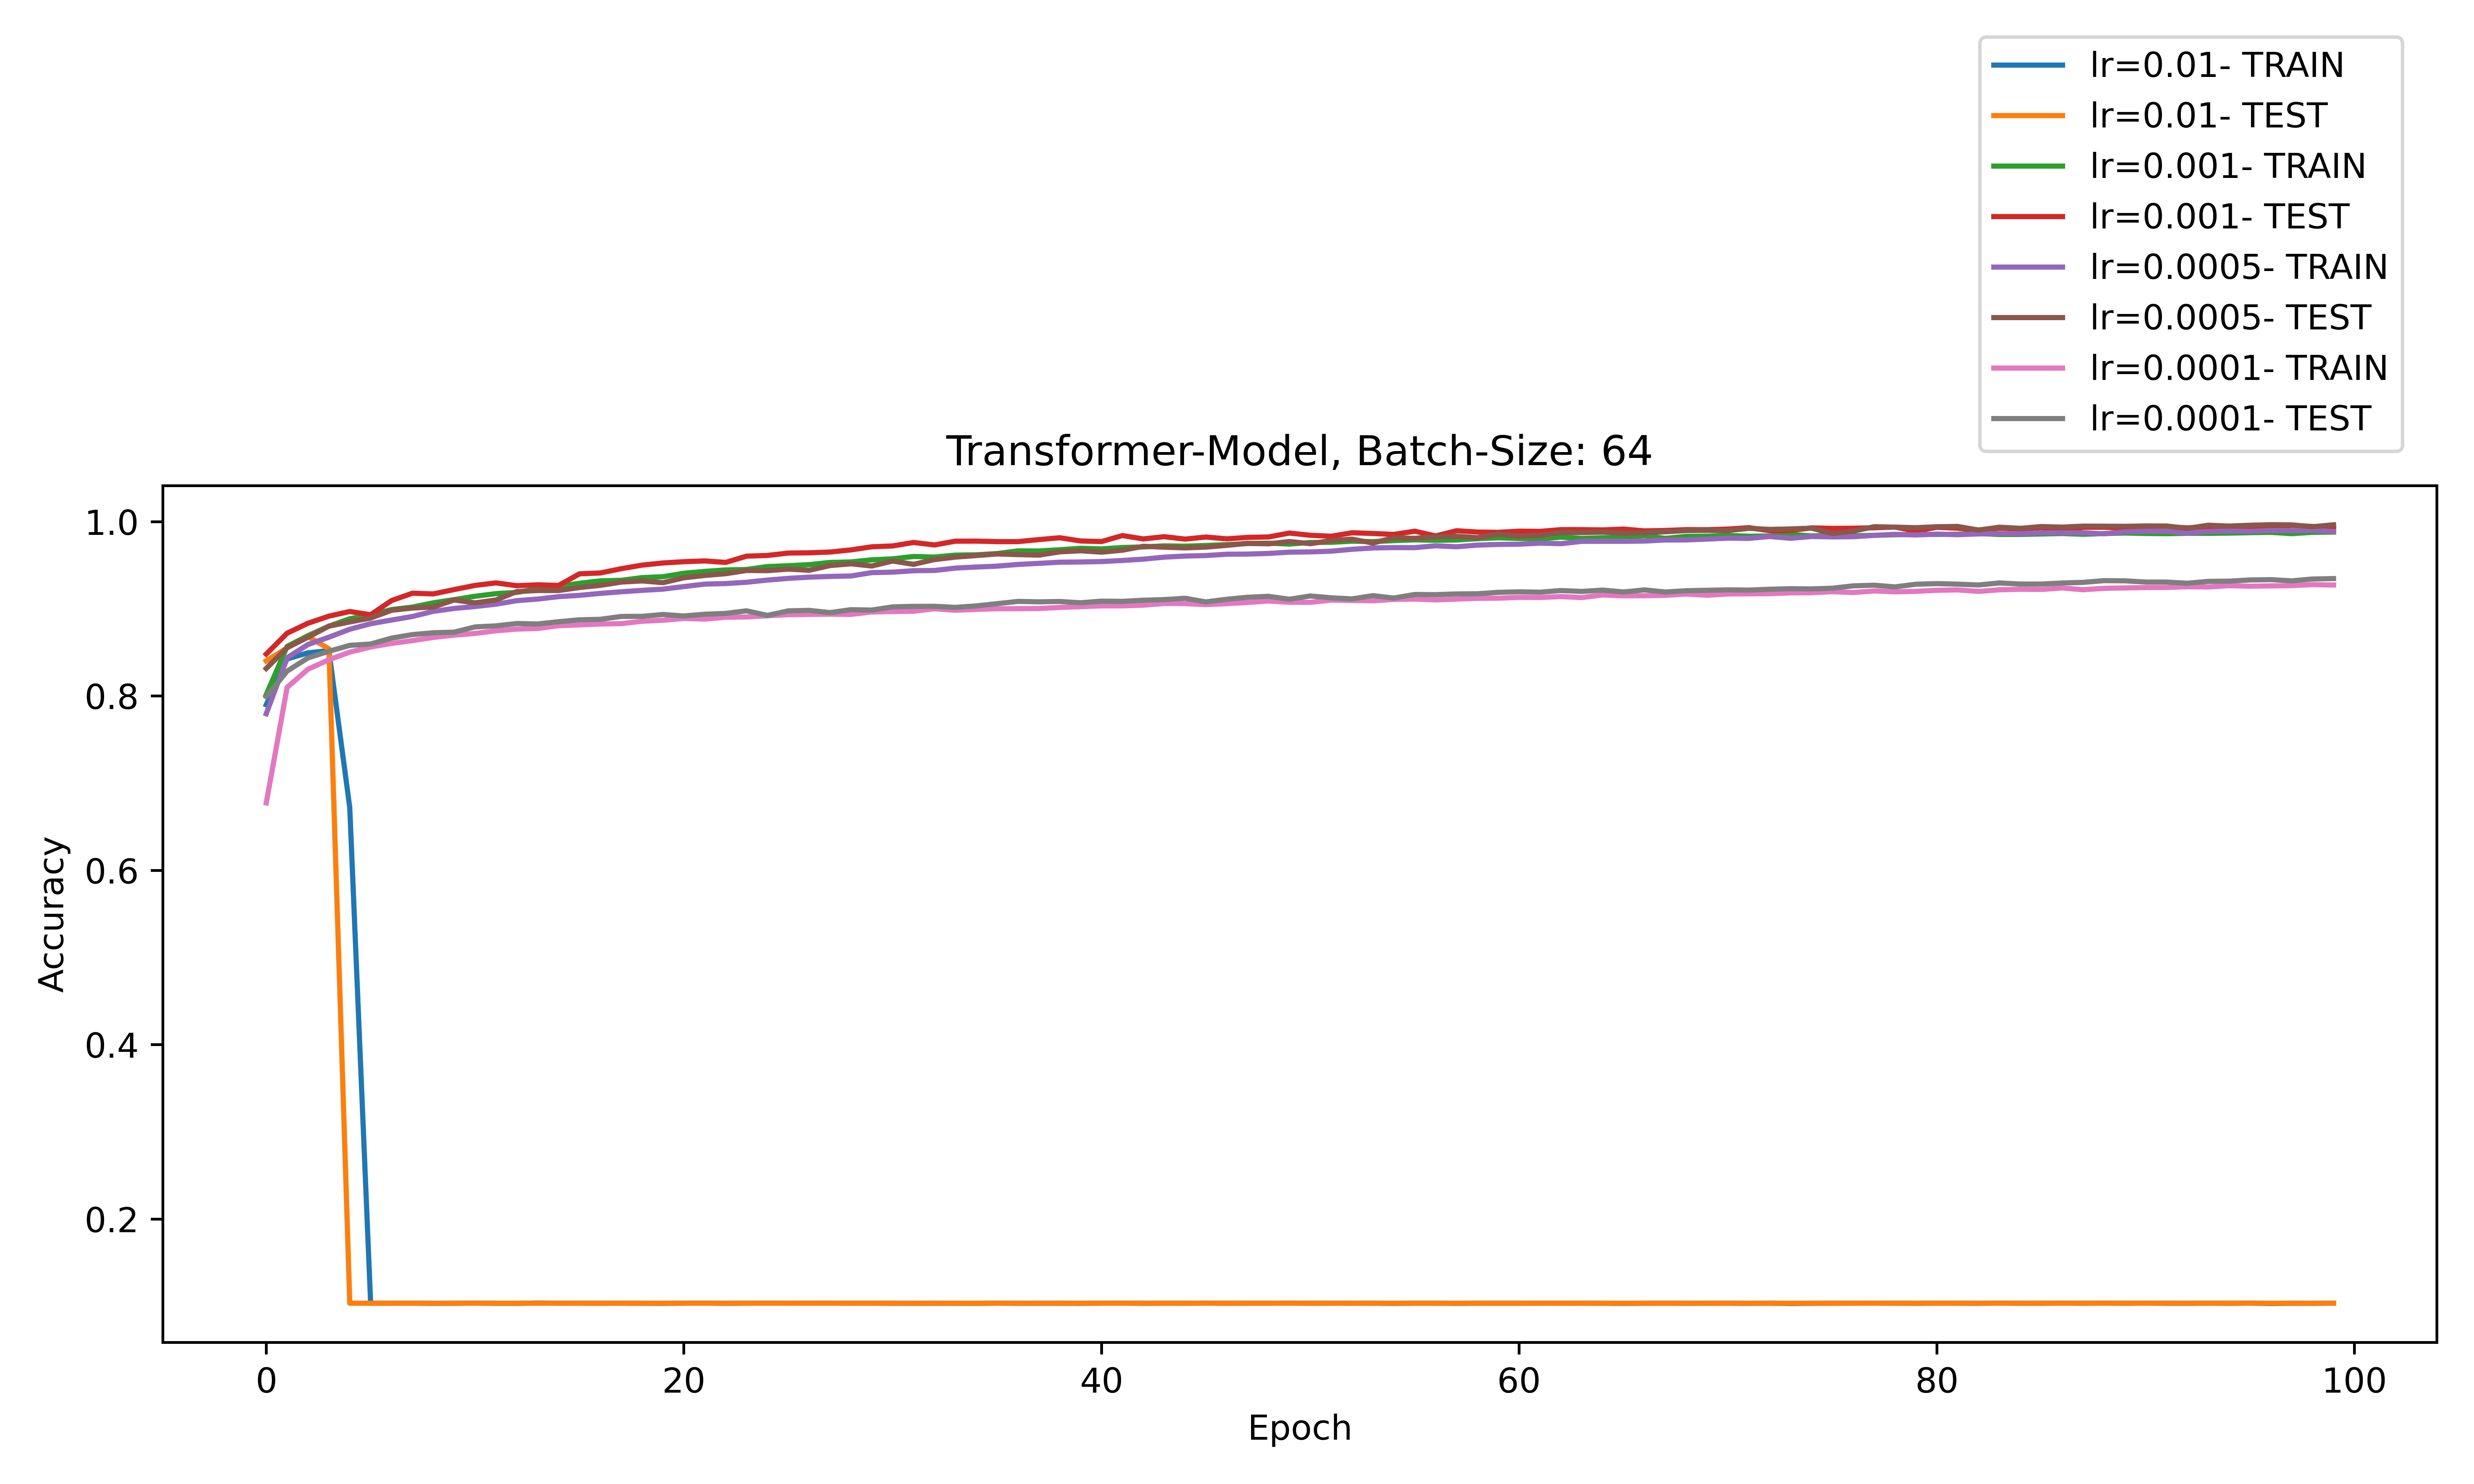 lr=0.01- TRAIN
lr=0.01- TEST
lr=0.001- TRAIN
lr=0.001- TEST
lr=0.0005- TRAIN
lr=0.0005- TEST
lr=0.0001- TRAIN
lr=0.0001- TEST
Transformer-Model, Batch-Size: 64
1.0
0.8
0.6
0.4
0.2
Accuracy
0 20 40 60 80 100
Epoch